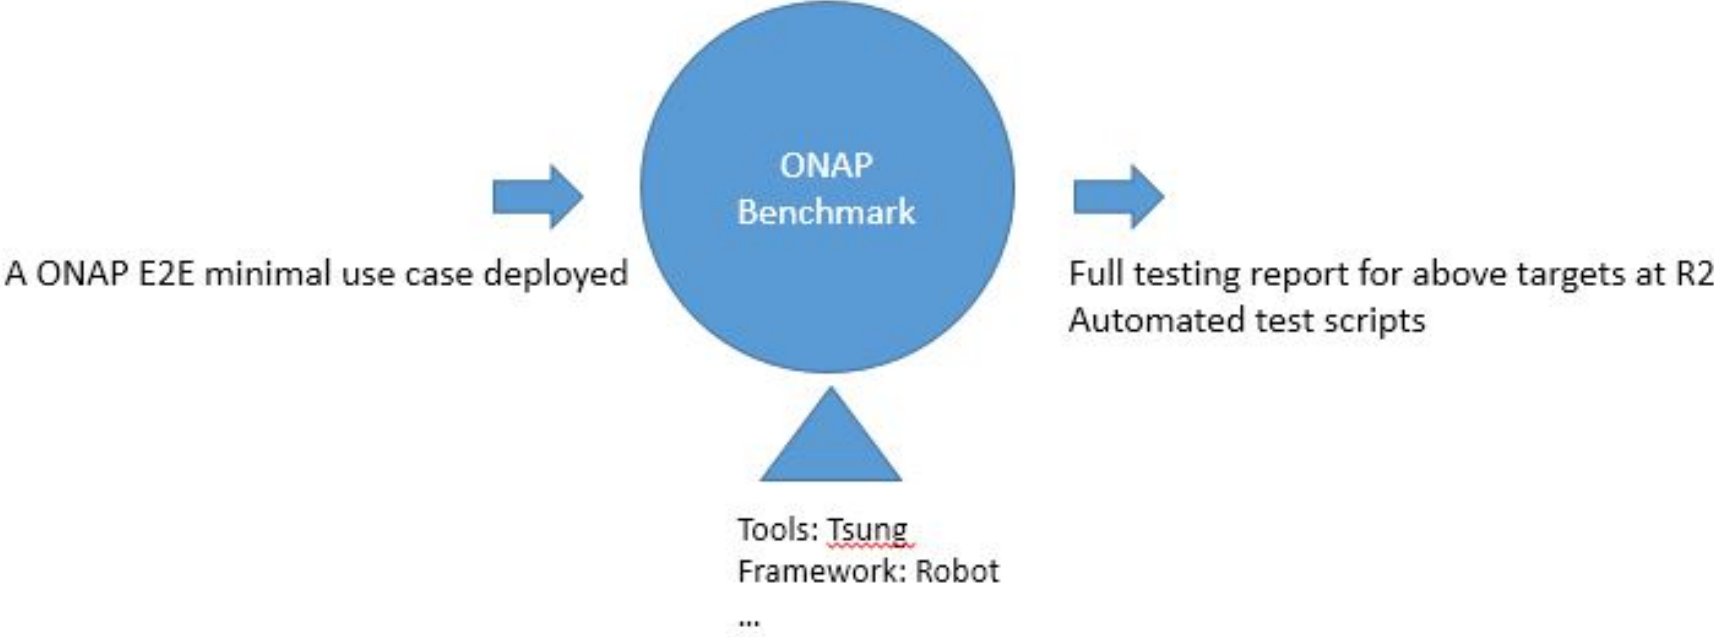 ONAP
Benchmark
A ONAP E2E minimal use case deployed
Full testing report for above targets at R2
Automated test scripts
Tools: Tsung
Framework: Robot
...